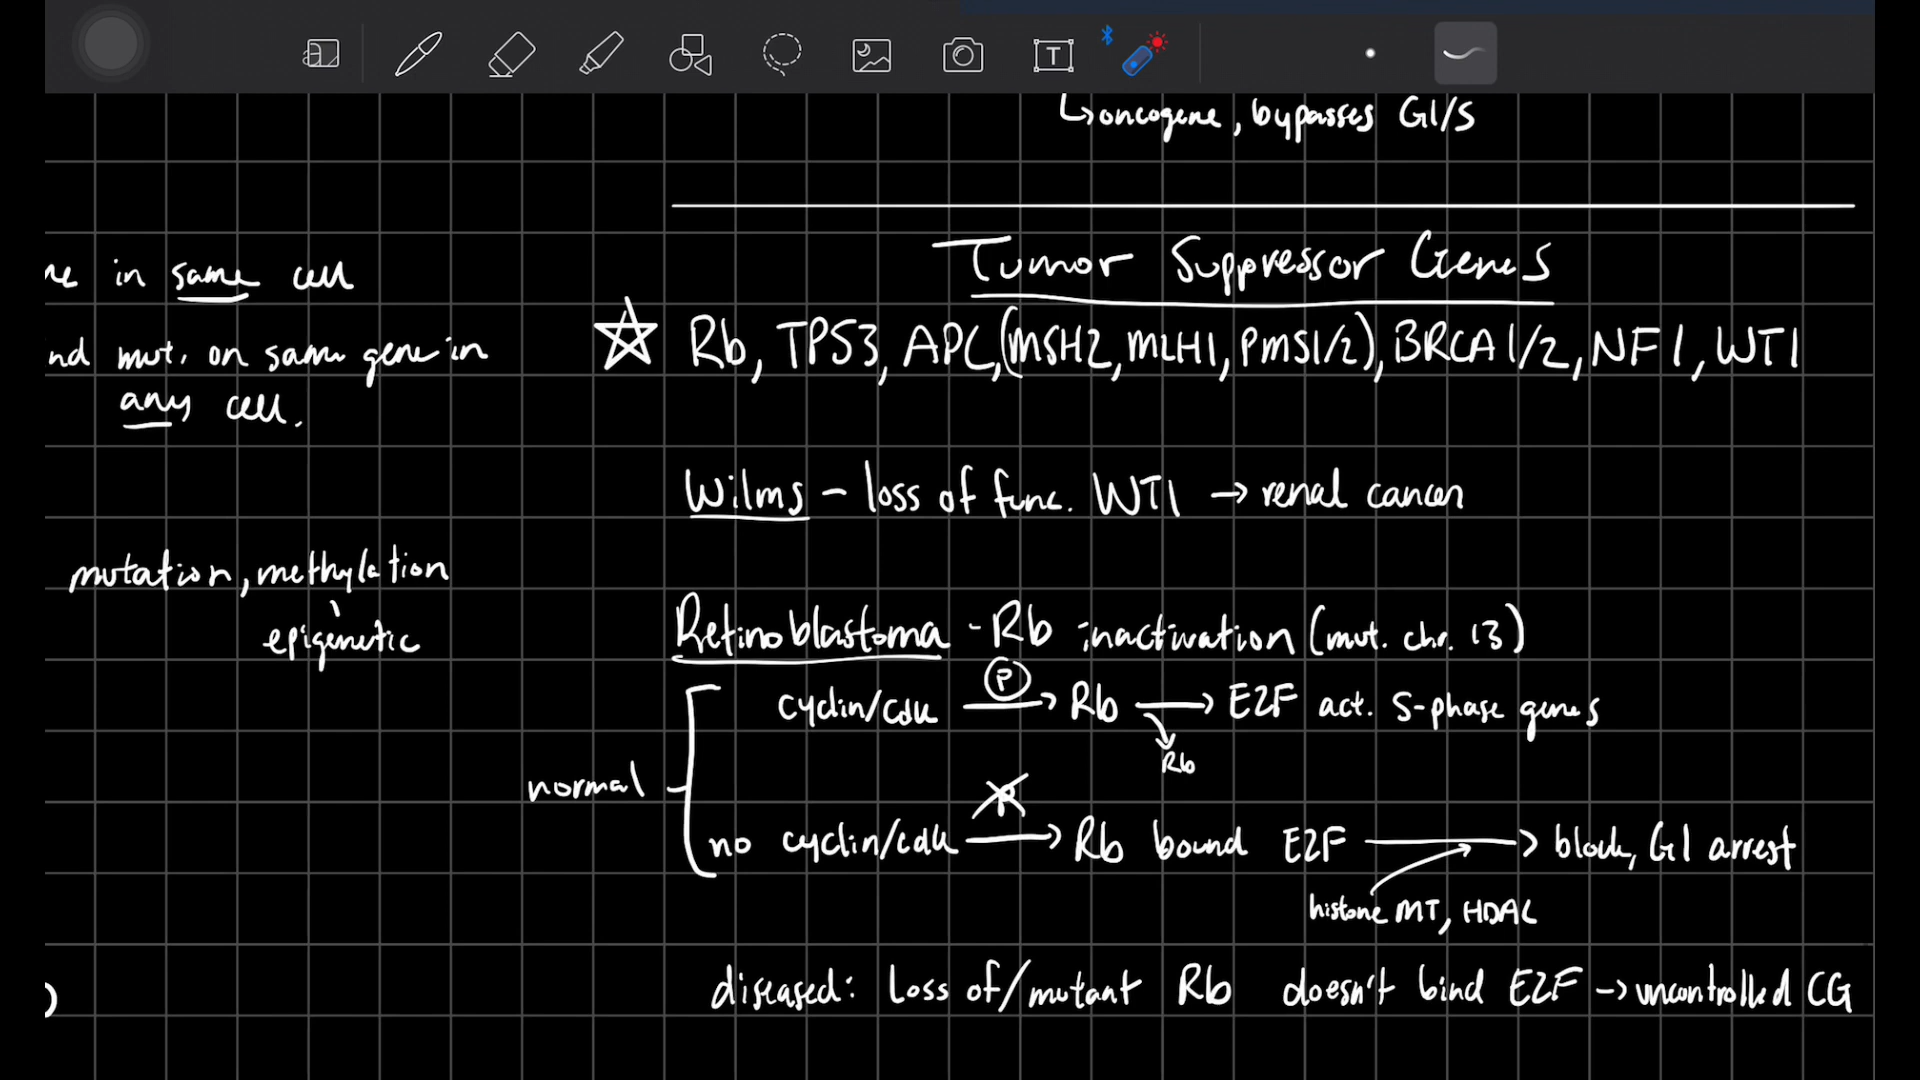 ↳oncogene, bypasses G1/S
Tumor Suppressor Genes
☆ Rb, TP53, APC, (MSH2, MLH1, PMS1/2), BRCA1/2, NF1, WT1
in same cell
mut. on same gene in
any cell.
Wilms - loss of func. WT1 → renal cancer
mutation, methylation
epigenetic
Retinoblastoma - Rb inactivation (mut. chr. 13)
P
cyclin/cdk → Rb → E2F act. S-phase genes
Rb
normal
P
no cyclin/cdk → Rb bound E2F → block, G1 arrest
histone MT, HDAC
diseased: Loss of/mutant Rb doesn't bind E2F → uncontrolled CG